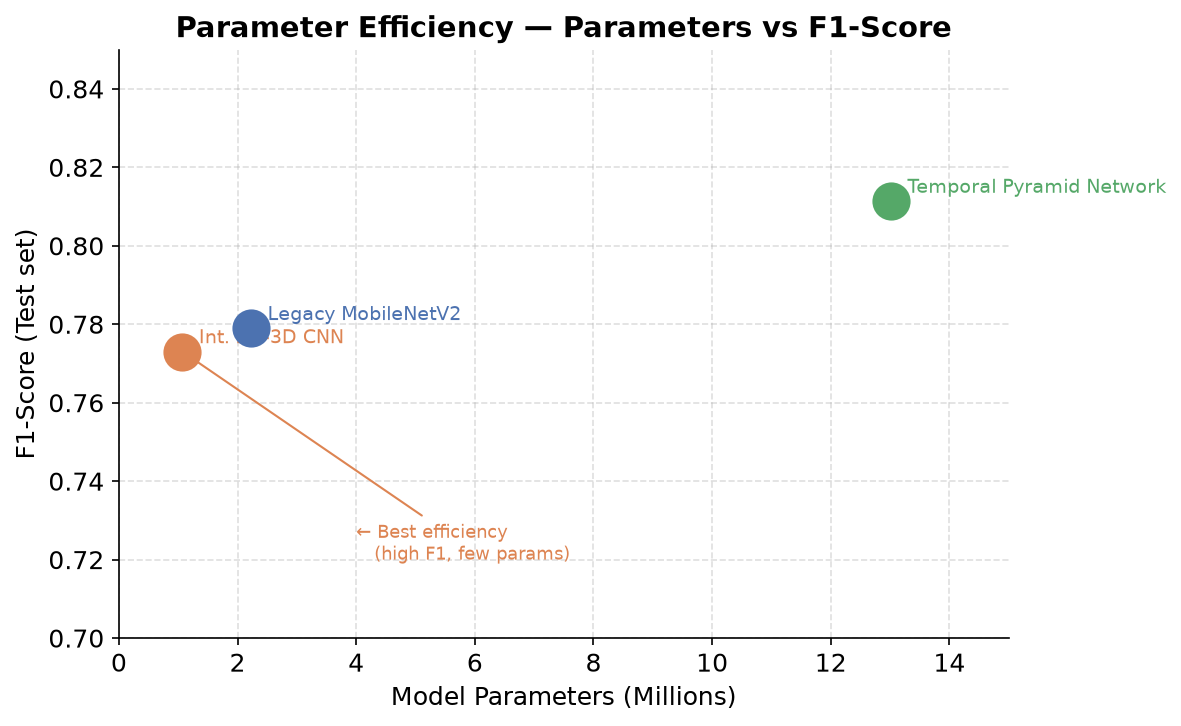 Parameter Efficiency — Parameters vs F1-Score
F1-Score (Test set)
0.84
0.82
0.80
0.78
0.76
0.74
0.72
0.70
Temporal Pyramid Network
Legacy MobileNetV2
Int. 3D CNN
← Best efficiency
(high F1, few params)
0 2 4 6 8 10 12 14
Model Parameters (Millions)